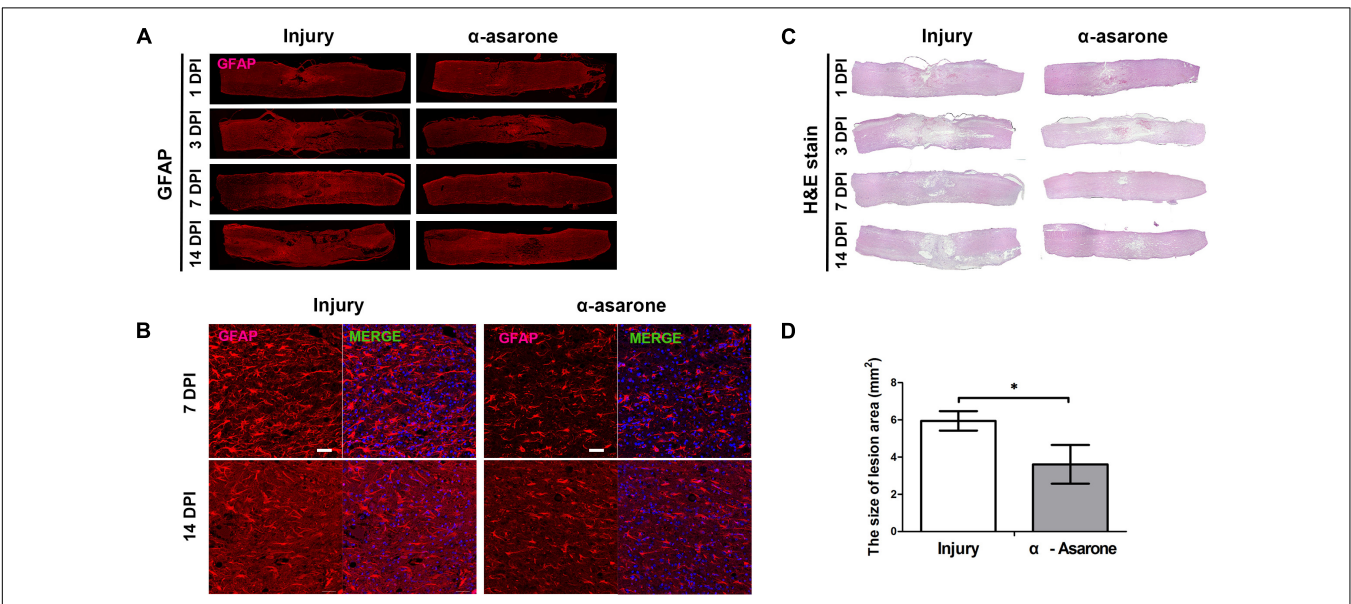 A
Injury
α-asarone
GFAP
GFAP
1 DPI
3 DPI
7 DPI
14 DPI
B
Injury
α-asarone
GFAP
MERGE
GFAP
MERGE
7 DPI
14 DPI
C
Injury
α-asarone
H&E stain
1 DPI
3 DPI
7 DPI
14 DPI
D
The size of lesion area (mm²)
8
6
4
2
0
*
Injury
α - Asarone